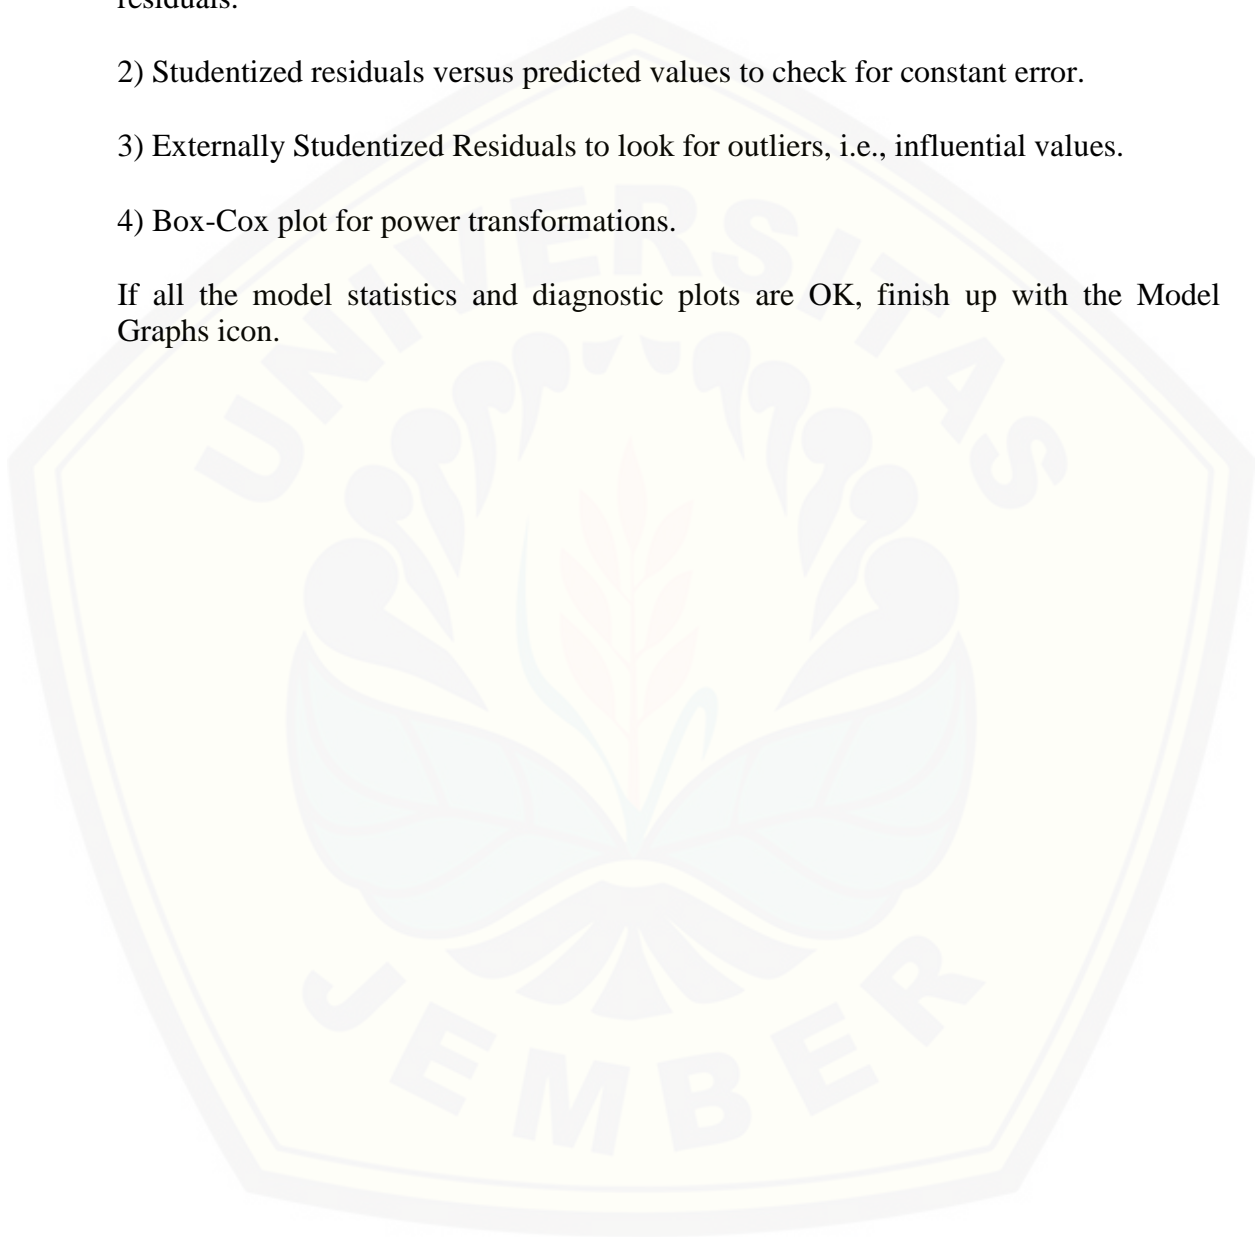 residuals.
2) Studentized residuals versus predicted values to check for constant error.
3) Externally Studentized Residuals to look for outliers, i.e., influential values.
4) Box-Cox plot for power transformations.
If all the model statistics and diagnostic plots are OK, finish up with the Model
Graphs icon.
UNIVERSITAS
JEMBER